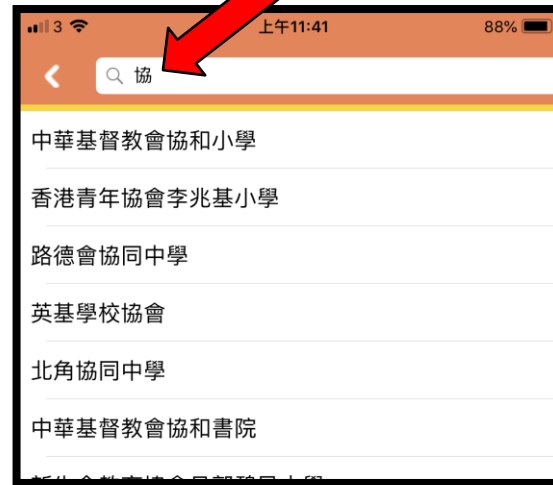 3 上午11:41 88%
協
中華基督教會協和小學
香港青年協會李兆基小學
路德會協同中學
英基學校協會
北角協同中學
中華基督教會協和書院